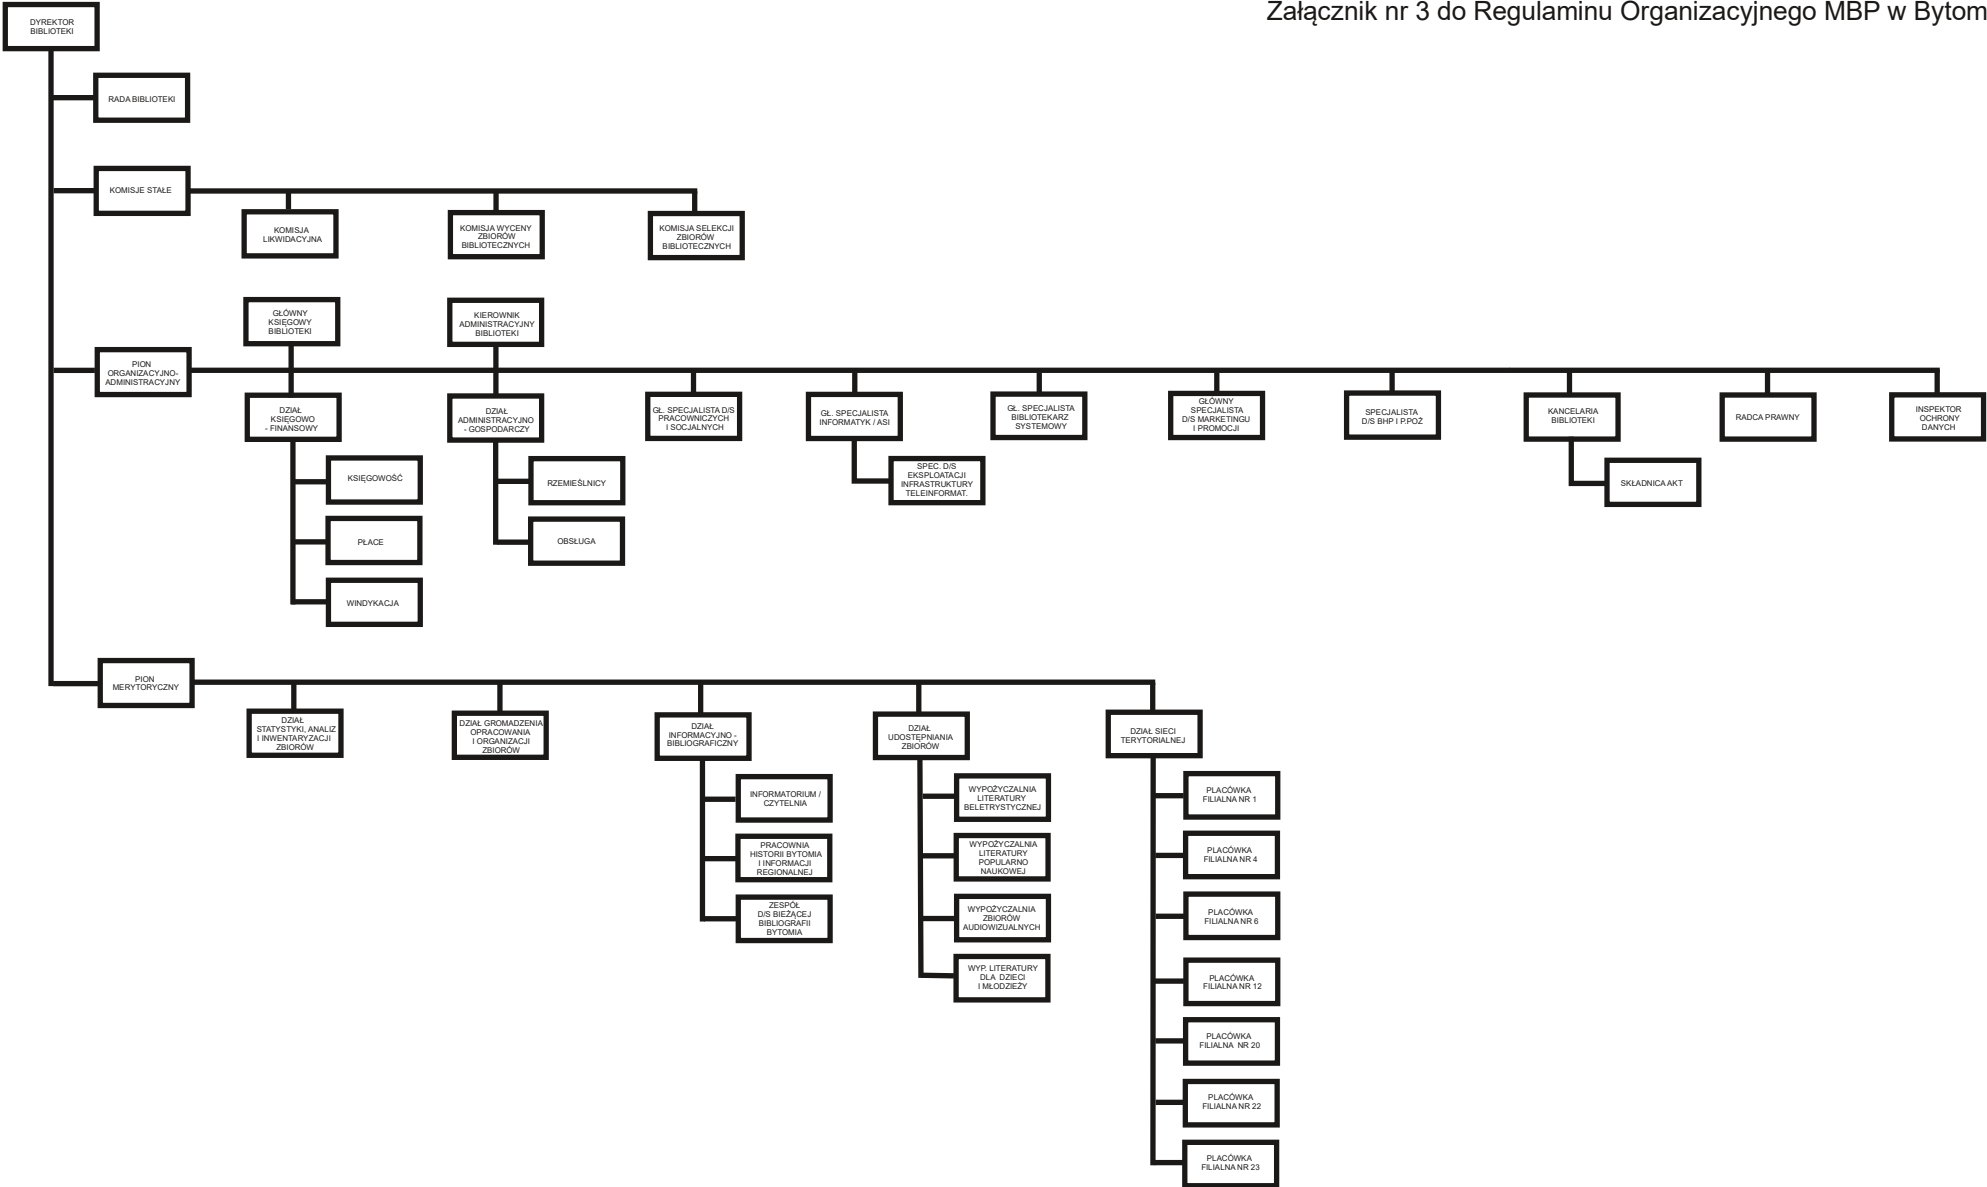 Załącznik nr 3 do Regulaminu Organizacyjnego MBP w Bytom
DYREKTOR
BIBLIOTEKI
RADA BIBLIOTEKI
KOMISJE STAŁE
KOMISJA
LIKWIDACYJNA
KOMISJA WYCENY
ZBIORÓW
BIBLIOTECZNYCH
KOMISJA SELEKCJI
ZBIORÓW
BIBLIOTECZNYCH
GŁÓWNY
KSIĘGOWY
BIBLIOTEKI
KIEROWNIK
ADMINISTRACYJNY
BIBLIOTEKI
PION
ORGANIZACYJNO-
ADMINISTRACYJNY
DZIAŁ
KSIĘGOWO
- FINANSOWY
DZIAŁ
ADMINISTRACYJNO
- GOSPODARCZY
GŁ. SPECJALISTA D/S
PRACOWNICZYCH
I SOCJALNYCH
GŁ. SPECJALISTA
INFORMATYK / ASI
GŁ. SPECJALISTA
BIBLIOTEKARZ
SYSTEMOWY
GŁÓWNY
SPECJALISTA
D/S MARKETINGU
I PROMOCJI
SPECJALISTA
D/S BHP I P.POŻ
KANCELARIA
BIBLIOTEKI
RADCA PRAWNY
INSPEKTOR
OCHRONY
DANYCH
KSIĘGOWOŚĆ
PŁACE
WINDYKACJA
RZEMIEŚLNICY
OBSŁUGA
SPEC. D/S
EKSPLOATACJI
INFRASTRUKTURY
TELEINFORMAT.
SKŁADNICA AKT
PION
MERYTORYCZNY
DZIAŁ
STATYSTYKI, ANALIZ
I INWENTARYZACJI
ZBIORÓW
DZIAŁ GROMADZENIA
OPRACOWANIA
I ORGANIZACJI
ZBIORÓW
DZIAŁ
INFORMACYJNO -
BIBLIOGRAFICZNY
DZIAŁ
UDOSTĘPNIANIA
ZBIORÓW
DZIAŁ SIECI
TERYTORIALNEJ
INFORMATORIUM /
CZYTELNIA
PRACOWNIA
HISTORII BYTOMIA
I INFORMACJI
REGIONALNEJ
ZESPÓŁ
D/S BIEŻĄCEJ
BIBLIOGRAFII
BYTOMIA
WYPOŻYCZALNIA
LITERATURY
BELETRYSTYCZNEJ
WYPOŻYCZALNIA
LITERATURY
POPULARNO
NAUKOWEJ
WYPOŻYCZALNIA
ZBIORÓW
AUDIOWIZUALNYCH
WYP. LITERATURY
DLA DZIECI
I MŁODZIEŻY
PLACÓWKA
FILIALNA NR 1
PLACÓWKA
FILIALNA NR 4
PLACÓWKA
FILIALNA NR 6
PLACÓWKA
FILIALNA NR 12
PLACÓWKA
FILIALNA NR 20
PLACÓWKA
FILIALNA NR 22
PLACÓWKA
FILIALNA NR 23